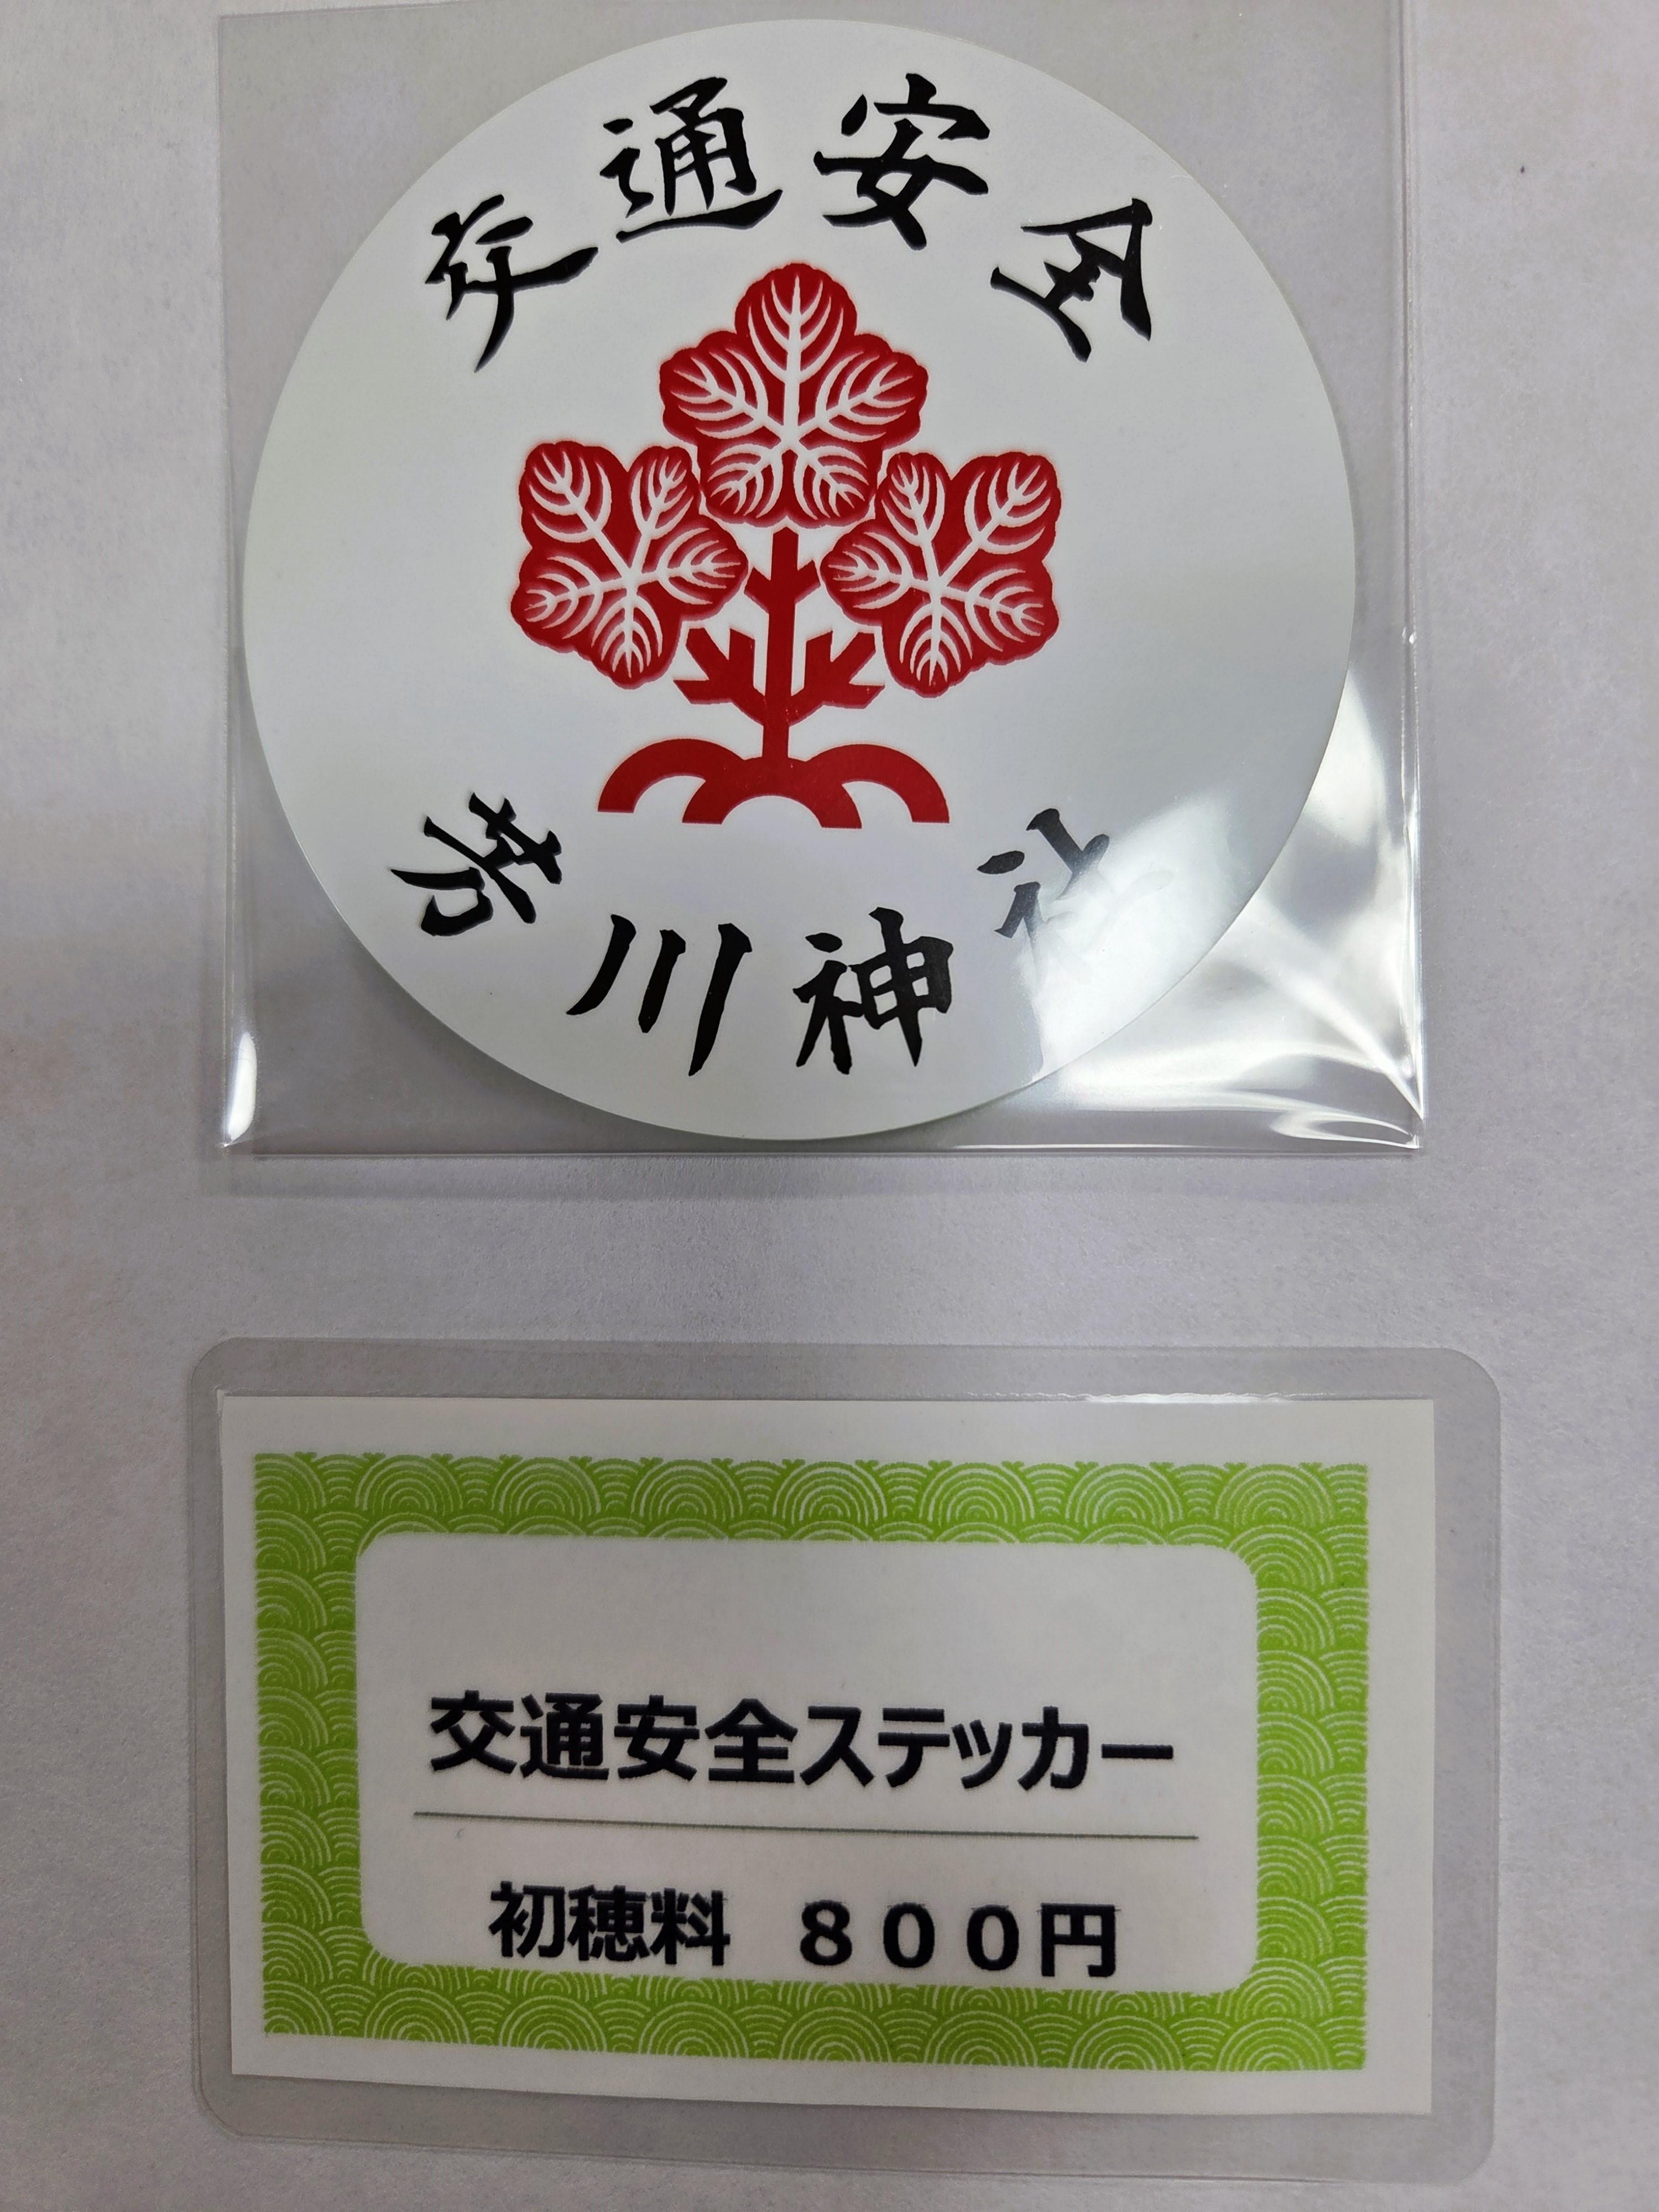 交通安全
若川神社
交通安全ステッカー
初穂料 800円